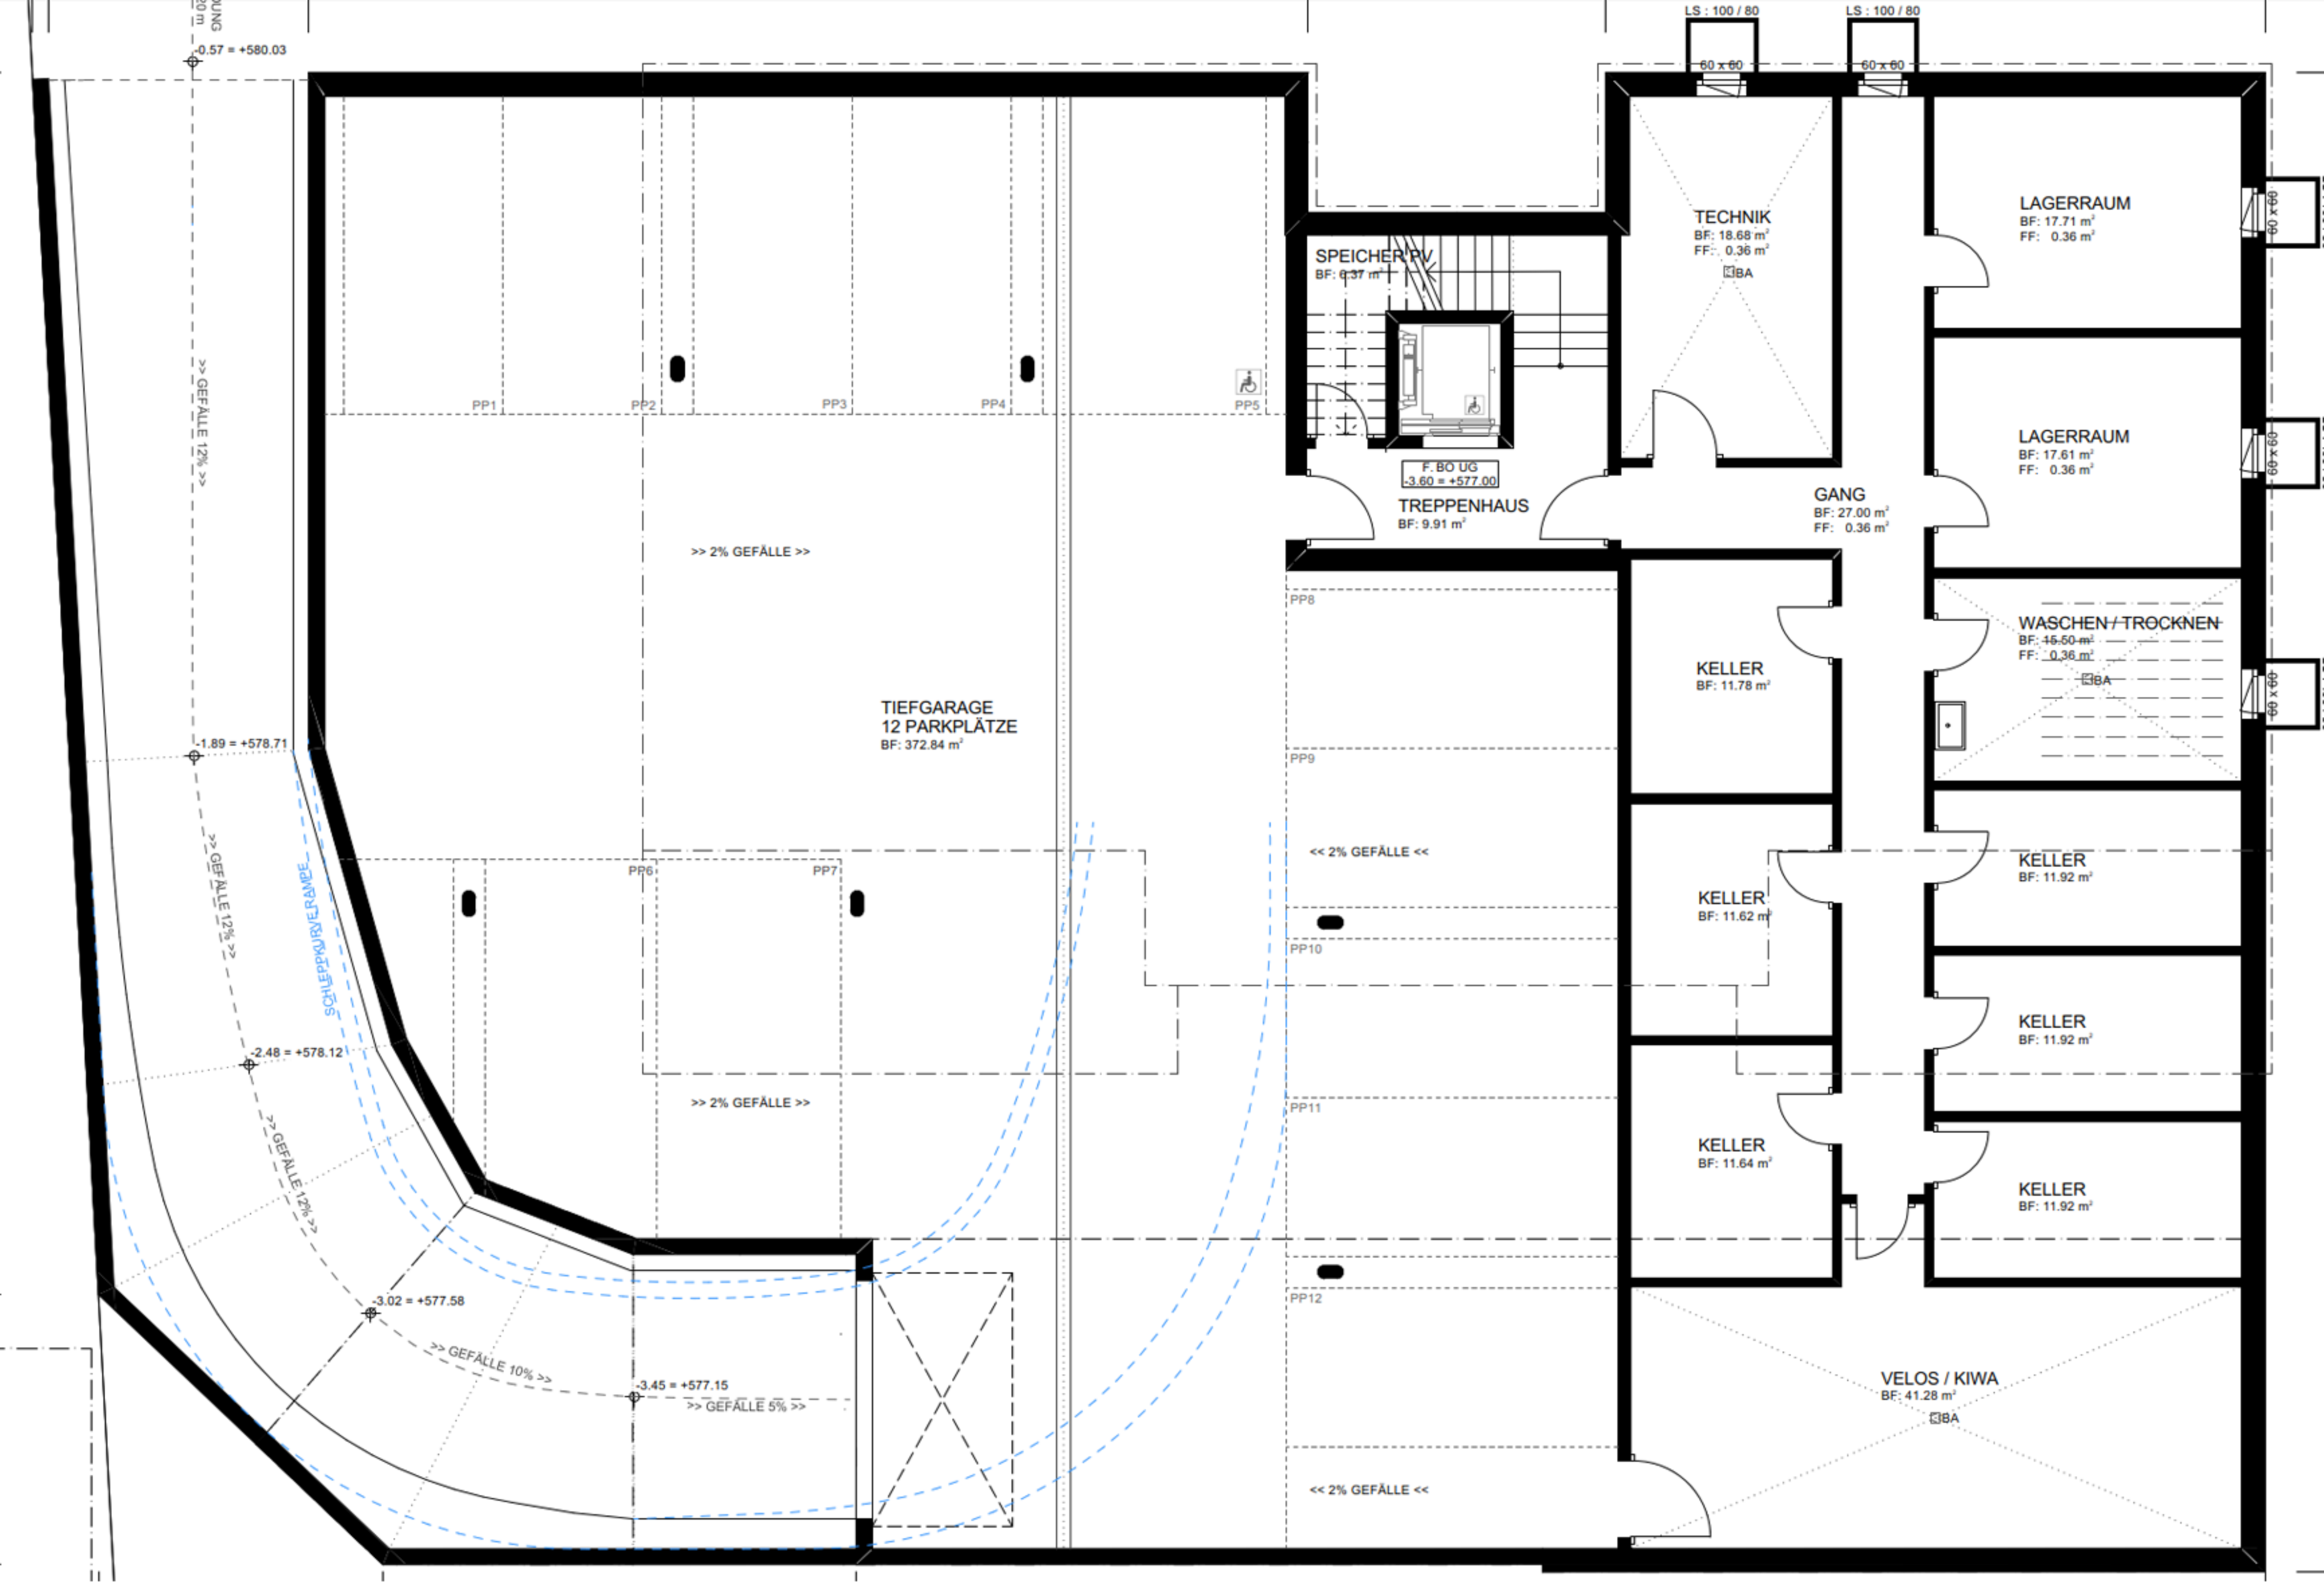 LS : 100 / 80
LS : 100 / 80
20 m
-0.57 = +580.03
60 x 60
60 x 60
LAGERRAUM
BF: 17.71 m²
FF: 0.36 m²
60 x 60
TECHNIK
BF: 18.68 m²
FF: 0.36 m²
BA
SPEICHER PV
BF: 6.37 m²
>> GEFÄLLE 12% >>
PP1
PP2
PP3
PP4
PP5
LAGERRAUM
BF: 17.61 m²
FF: 0.36 m²
60 x 60
F. BO UG
-3.60 = +577.00
TREPPENHAUS
BF: 9.91 m²
GANG
BF: 27.00 m²
FF: 0.36 m²
>> 2% GEFÄLLE >>
PP8
WASCHEN / TROCKNEN
BF: 15.50 m²
FF: 0.36 m²
BA
60 x 60
KELLER
BF: 11.78 m²
TIEFGARAGE
12 PARKPLÄTZE
BF: 372.84 m²
-1.89 = +578.71
PP9
<< 2% GEFÄLLE <<
PP6
PP7
>> GEFÄLLE 12% >>
SCHLEPPKURVE RAMPE
KELLER
BF: 11.92 m²
KELLER
BF: 11.62 m²
PP10
KELLER
BF: 11.92 m²
-2.48 = +578.12
>> 2% GEFÄLLE >>
PP11
KELLER
BF: 11.64 m²
>> GEFÄLLE 12% >>
KELLER
BF: 11.92 m²
-3.02 = +577.58
PP12
>> GEFÄLLE 10% >>
-3.45 = +577.15
>> GEFÄLLE 5% >>
VELOS / KIWA
BF: 41.28 m²
BA
<< 2% GEFÄLLE <<